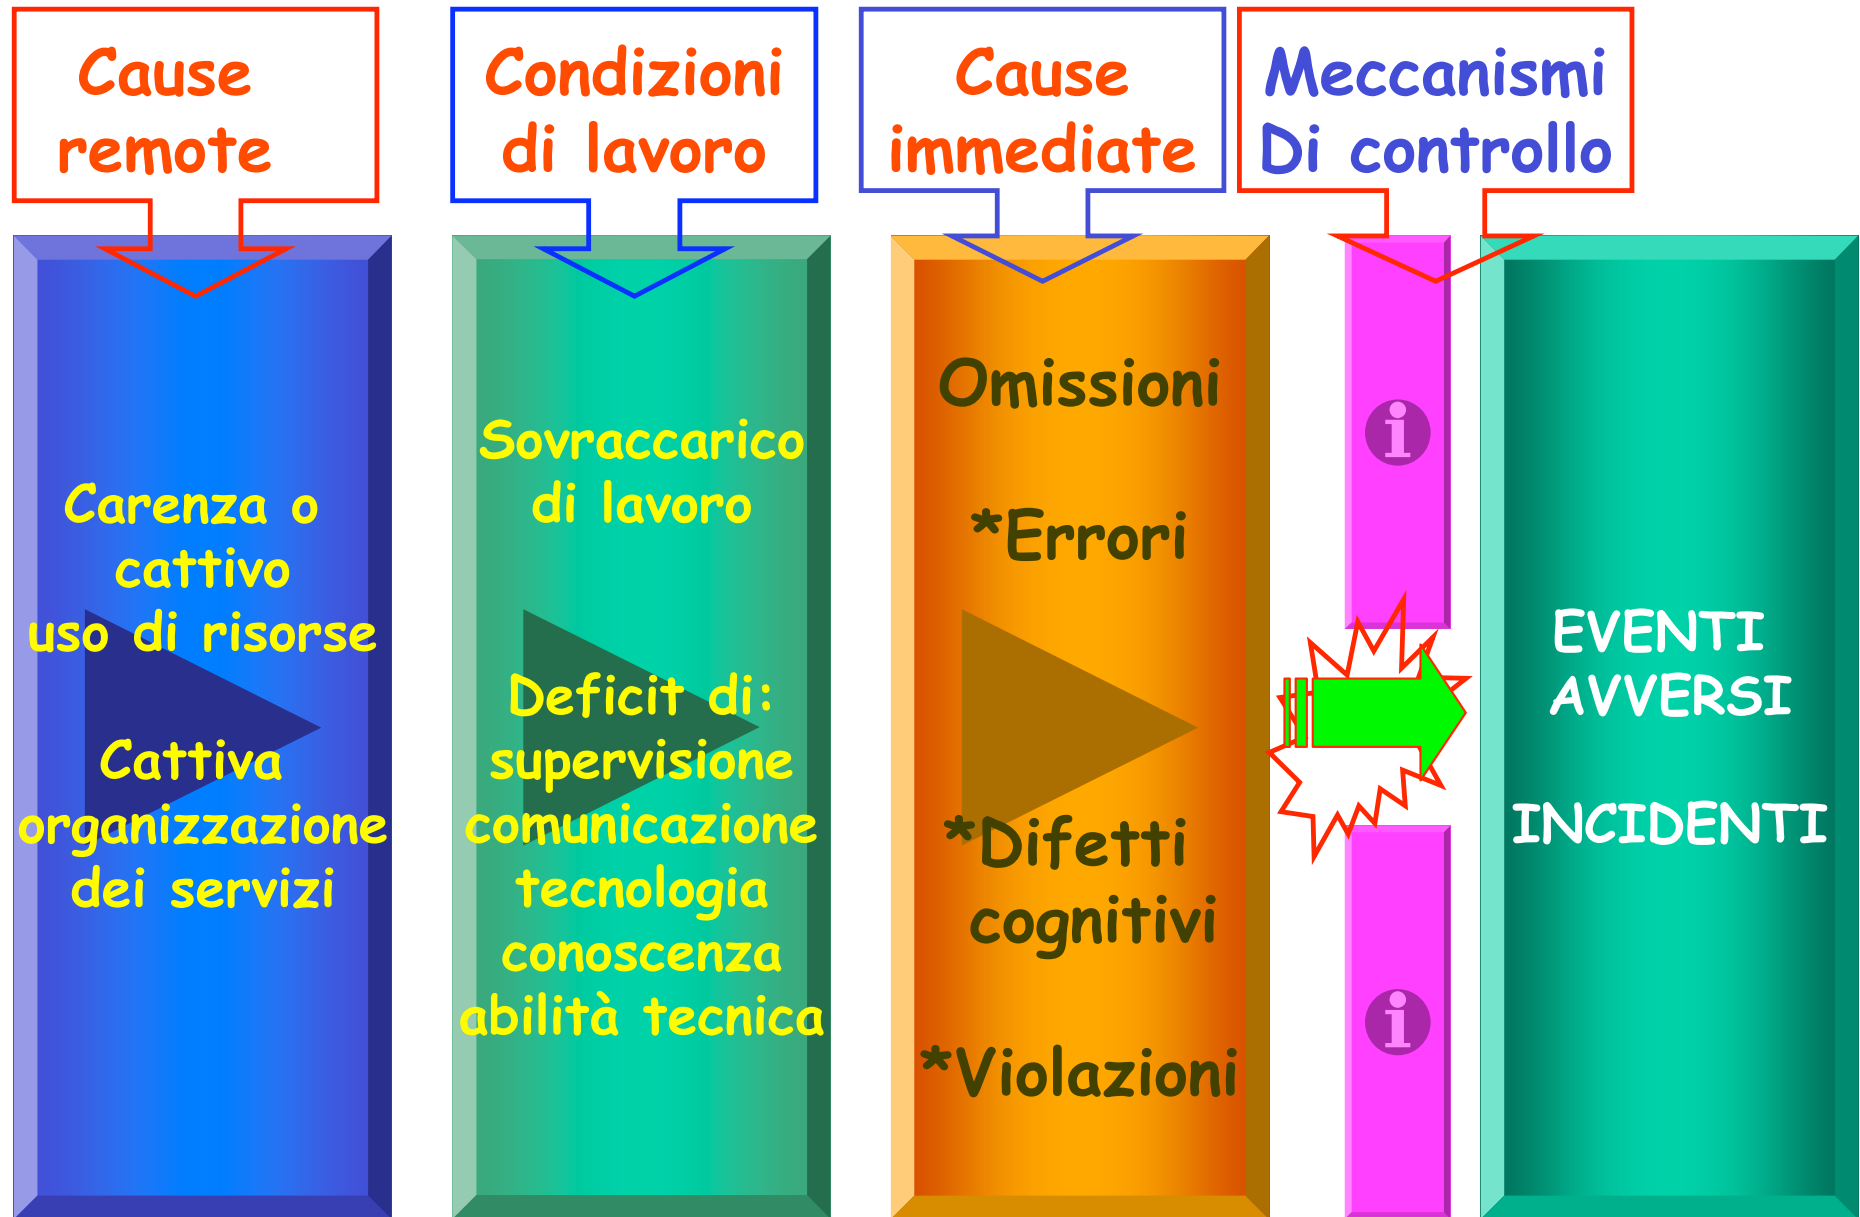 Cause
remote
Condizioni
di lavoro
Cause
immediate
Meccanismi
Di controllo
Carenza o
cattivo
uso di risorse
Cattiva
organizzazione
dei servizi
Sovraccarico
di lavoro
Deficit di:
supervisione
comunicazione
tecnologia
conoscenza
abilità tecnica
Omissioni
*Errori
*Difetti
cognitivi
*Violazioni
i
i
EVENTI
AVVERSI
INCIDENTI